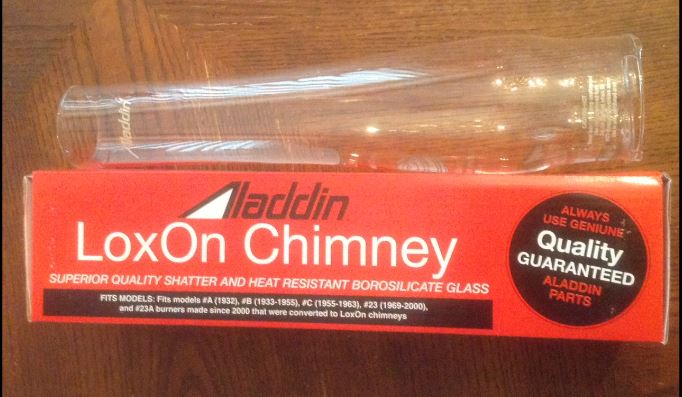 Aladdin
Aladdin
LoxOn Chimney
SUPERIOR QUALITY SHATTER AND HEAT RESISTANT BOROSILICATE GLASS
FITS MODELS: Fits models #A (1932), #B (1933-1955), #C (1955-1963), #23 (1969-2000),
and #23A burners made since 2000 that were converted to LoxOn chimneys
ALWAYS
USE GENIUNE
Quality
GUARANTEED
ALADDIN
PARTS